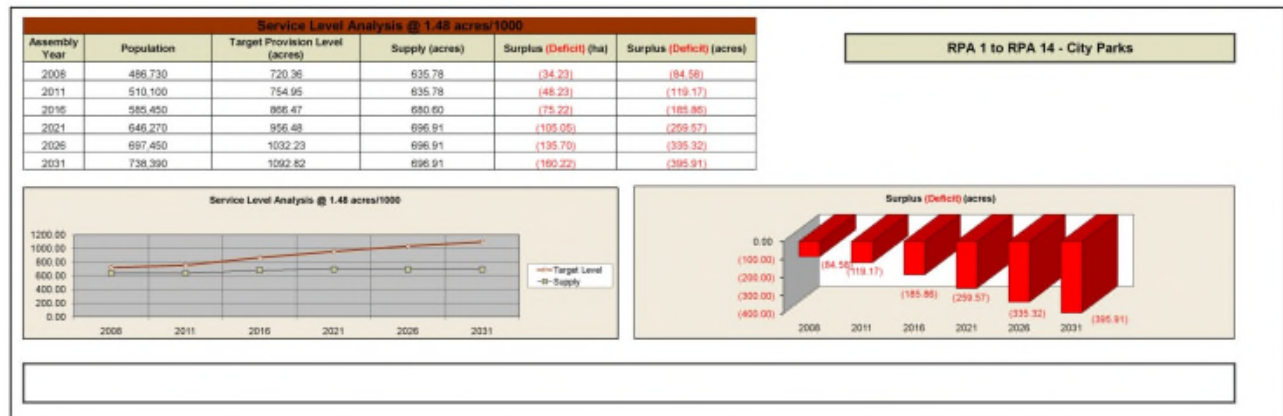 Service Level Analysis @ 1.48 acres/1000
Assembly Year Population Target Provision Level (acres) Supply (acres) Surplus (Deficit) (ha) Surplus (Deficit) (acres)
2008 486,730 720.36 635.78 (34.23) (84.58)
2011 510,100 754.95 635.78 (48.23) (119.17)
2016 585,450 866.47 680.60 (75.22) (185.86)
2021 646,270 956.48 696.91 (105.05) (259.57)
2026 697,450 1032.23 696.91 (135.70) (335.32)
2031 738,390 1092.82 696.91 (160.22) (395.91)
RPA 1 to RPA 14 - City Parks
Service Level Analysis @ 1.48 acres/1000
1200.00
1000.00
800.00
600.00
400.00
200.00
0.00
2008 2011 2016 2021 2026 2031
Target Level
Supply
Surplus (Deficit) (acres)
0.00
(100.00)
(200.00)
(300.00)
(400.00)
(84.58)
(119.17)
(185.86)
(259.57)
(335.32)
(395.91)
2008 2011 2016 2021 2026 2031